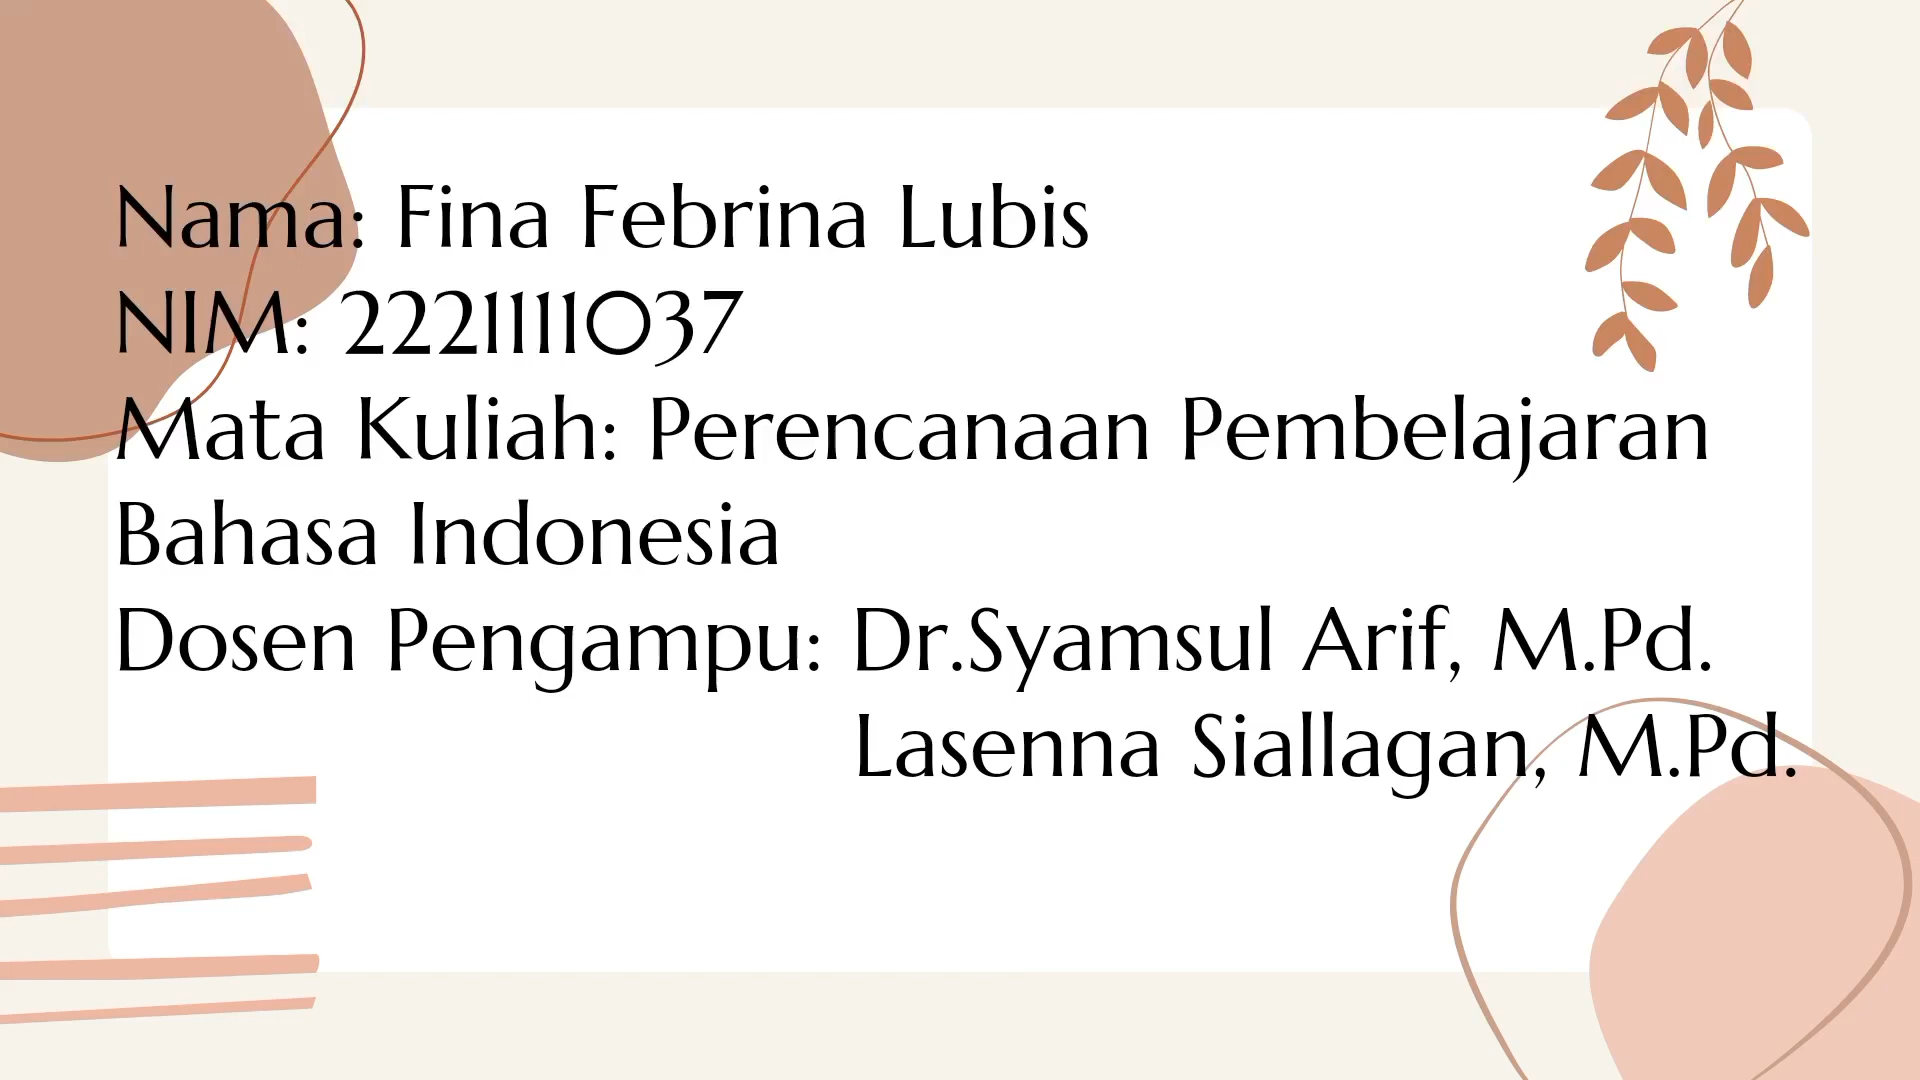 Nama: Fina Febrina Lubis
NIM: 2221111037
Mata Kuliah: Perencanaan Pembelajaran
Bahasa Indonesia
Dosen Pengampu: Dr.Syamsul Arif, M.Pd.
Lasenna Siallagan, M.Pd.